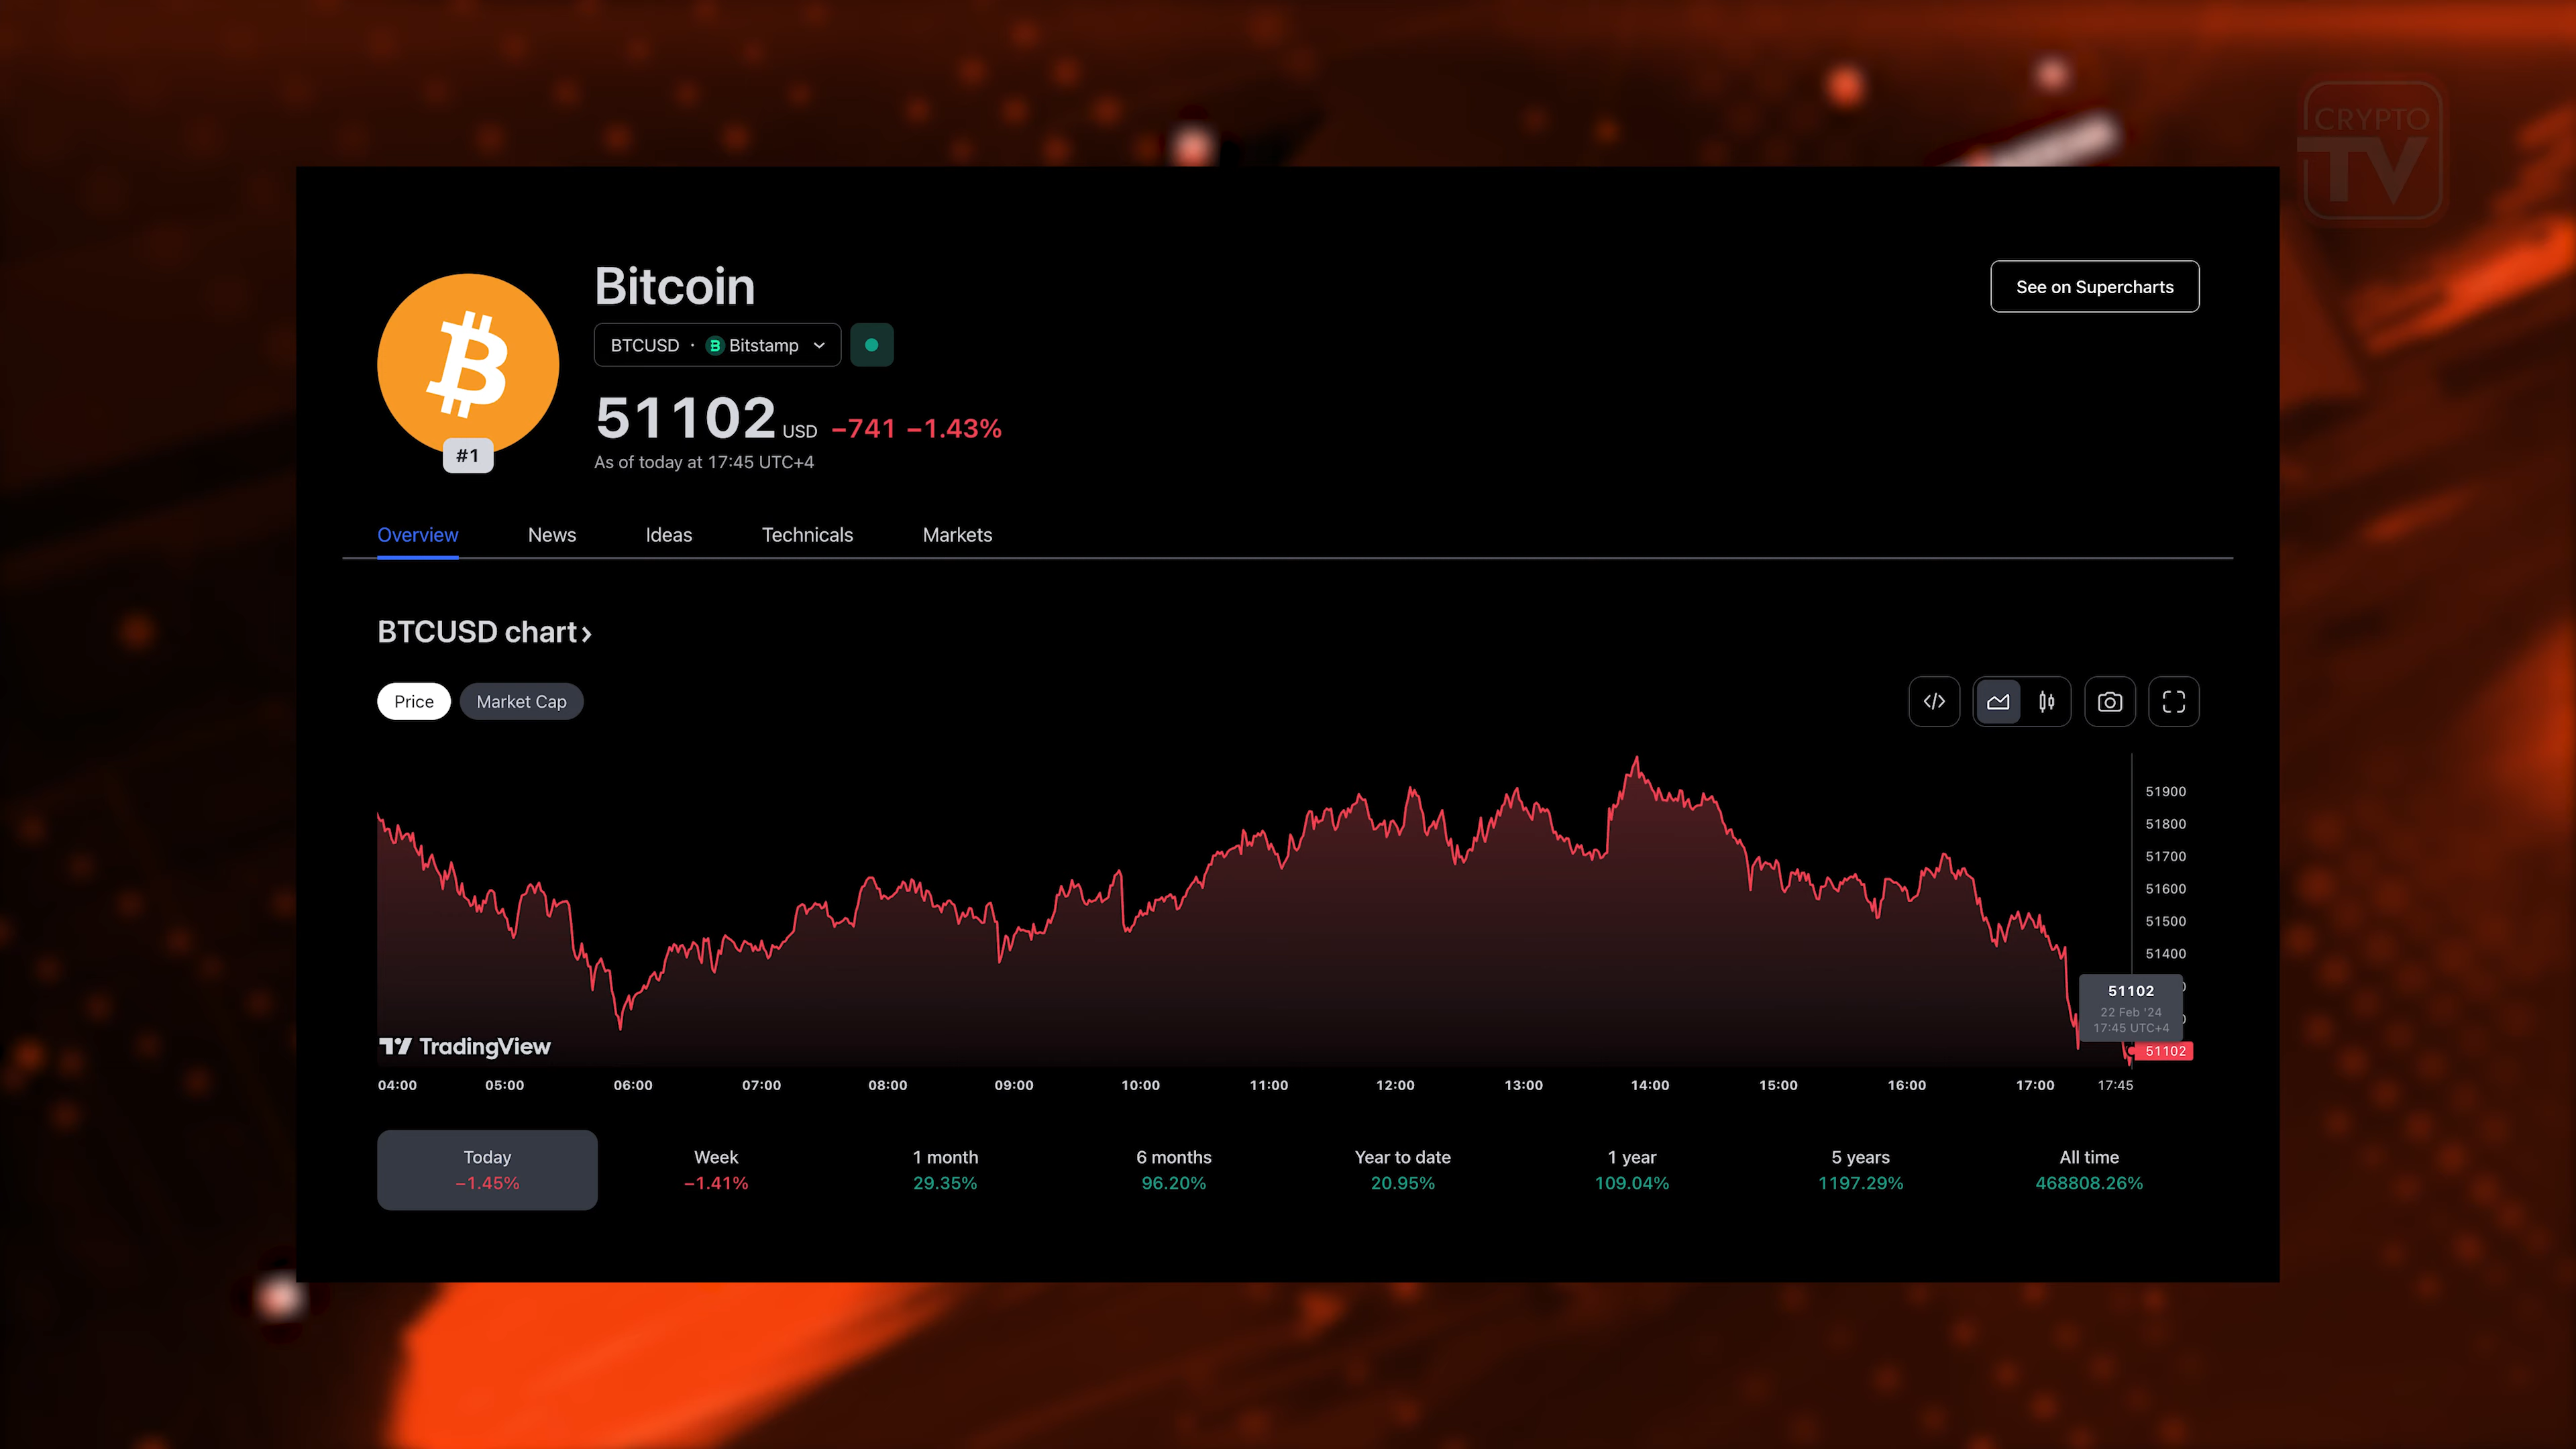 CRYPTO
TV
Bitcoin
See on Supercharts
BTCUSD · B Bitstamp
51102 USD −741 −1.43%
#1
As of today at 17:45 UTC+4
Overview News Ideas Technicals Markets
BTCUSD chart ›
Price Market Cap
51900
51800
51700
51600
51500
51400
51102
22 Feb '24
17:45 UTC+4
51102
TradingView
04:00 05:00 06:00 07:00 08:00 09:00 10:00 11:00 12:00 13:00 14:00 15:00 16:00 17:00 17:45
Today Week 1 month 6 months Year to date 1 year 5 years All time
−1.45% −1.41% 29.35% 96.20% 20.95% 109.04% 1197.29% 468808.26%